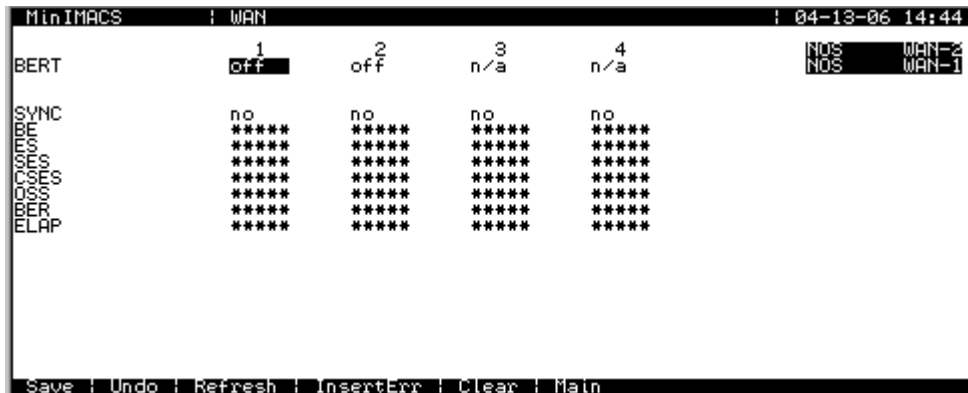 MinIMACS ¦ WAN ¦ 04-13-06 14:44
1 2 3 4 NOS WAN-2
BERT off off n/a n/a NOS WAN-1
SYNC no no no no
BE ***** ***** ***** *****
ES ***** ***** ***** *****
SES ***** ***** ***** *****
CSES ***** ***** ***** *****
OSS ***** ***** ***** *****
BER ***** ***** ***** *****
ELAP ***** ***** ***** *****
Save ¦ Undo ¦ Refresh ¦ InsertErr ¦ Clear ¦ Main